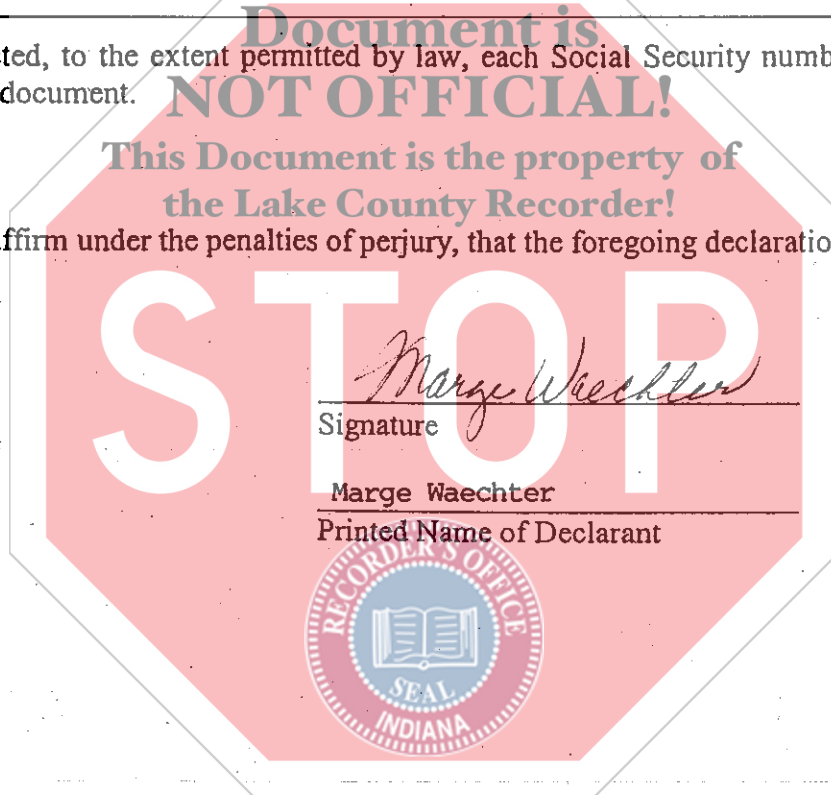 Document is
ted, to the extent permitted by law, each Social Security numb
document.
NOT OFFICIAL!
This Document is the property of
the Lake County Recorder!
ffirm under the penalties of perjury, that the foregoing declaratio
STOP
Marge Waechter
Signature
Marge Waechter
Printed Name of Declarant
RECORDER'S OFFICE
SEAL
INDIANA